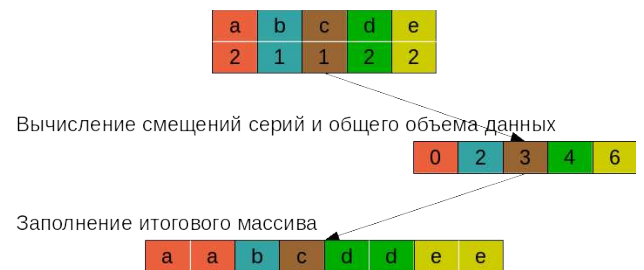 a b c d e
2 1 1 2 2
Вычисление смещений серий и общего объема данных
0 2 3 4 6
Заполнение итогового массива
a a b c d d e e